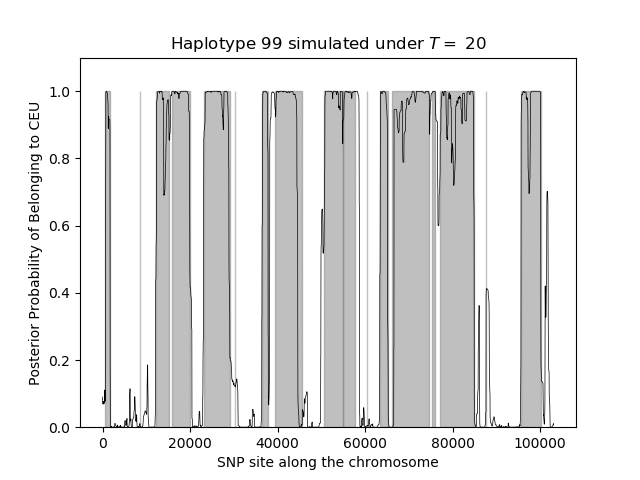 Haplotype 99 simulated under T = 20
Posterior Probability of Belonging to CEU
1.0
0.8
0.6
0.4
0.2
0.0
0 20000 40000 60000 80000 100000
SNP site along the chromosome